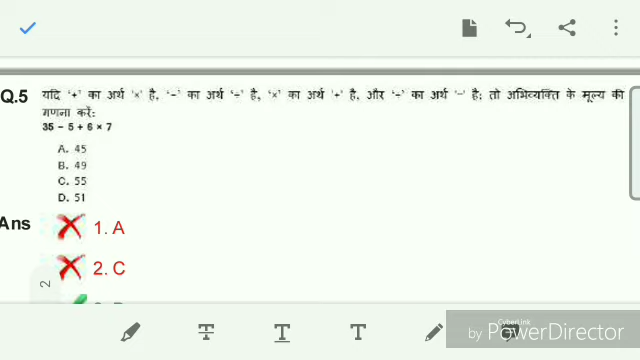 Q.5 यदि '+' का अर्थ '×' है, '-' का अर्थ '÷' है, '×' का अर्थ '+' है, और '÷' का अर्थ '-' है; तो अभिव्यक्ति के मूल्य की
गणना करें:
35 - 5 + 6 × 7
A. 45
B. 49
C. 55
D. 51
Ans 1. A
2. C
2
T T T
CyberLink
by PowerDirector